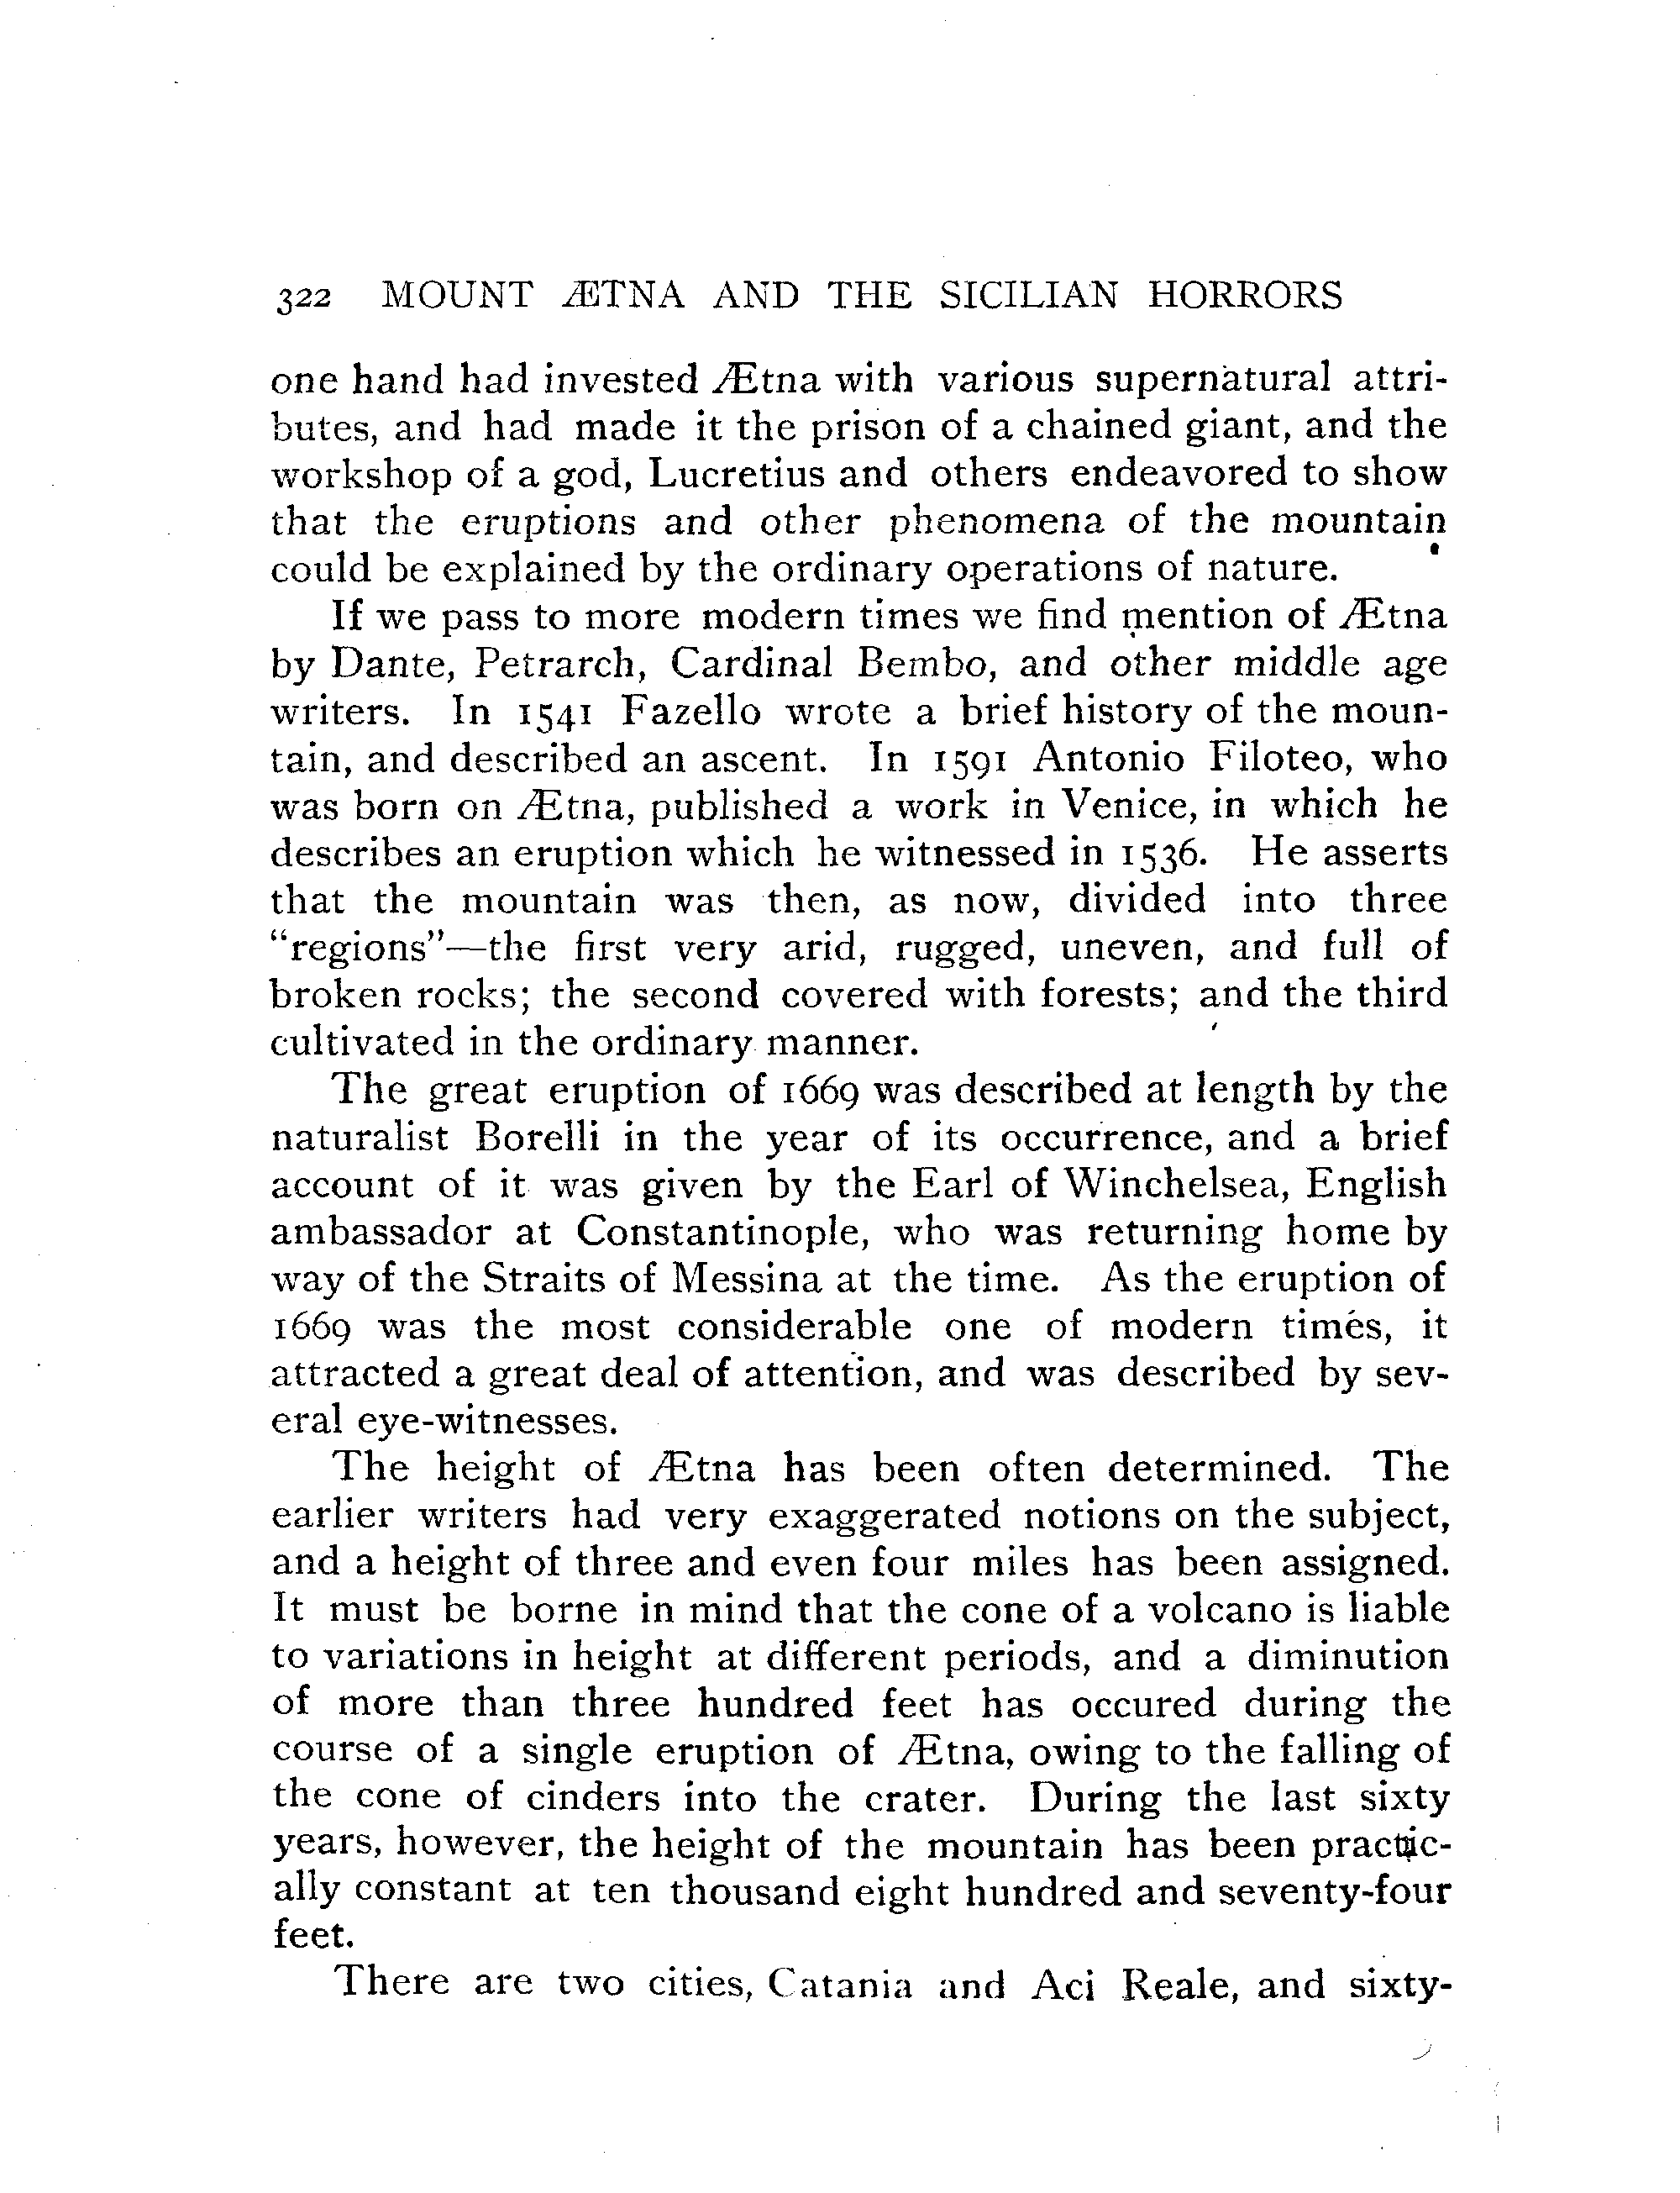 322 MOUNT ÆTNA AND THE SICILIAN HORRORS
one hand had invested Ætna with various supernatural attri-
butes, and had made it the prison of a chained giant, and the
workshop of a god, Lucretius and others endeavored to show
that the eruptions and other phenomena of the mountain
could be explained by the ordinary operations of nature.
If we pass to more modern times we find mention of Ætna
by Dante, Petrarch, Cardinal Bembo, and other middle age
writers. In 1541 Fazello wrote a brief history of the moun-
tain, and described an ascent. In 1591 Antonio Filoteo, who
was born on Ætna, published a work in Venice, in which he
describes an eruption which he witnessed in 1536. He asserts
that the mountain was then, as now, divided into three
“regions”—the first very arid, rugged, uneven, and full of
broken rocks; the second covered with forests; and the third
cultivated in the ordinary manner.
The great eruption of 1669 was described at length by the
naturalist Borelli in the year of its occurrence, and a brief
account of it was given by the Earl of Winchelsea, English
ambassador at Constantinople, who was returning home by
way of the Straits of Messina at the time. As the eruption of
1669 was the most considerable one of modern times, it
attracted a great deal of attention, and was described by sev-
eral eye-witnesses.
The height of Ætna has been often determined. The
earlier writers had very exaggerated notions on the subject,
and a height of three and even four miles has been assigned.
It must be borne in mind that the cone of a volcano is liable
to variations in height at different periods, and a diminution
of more than three hundred feet has occured during the
course of a single eruption of Ætna, owing to the falling of
the cone of cinders into the crater. During the last sixty
years, however, the height of the mountain has been practic-
ally constant at ten thousand eight hundred and seventy-four
feet.
There are two cities, Catania and Aci Reale, and sixty-